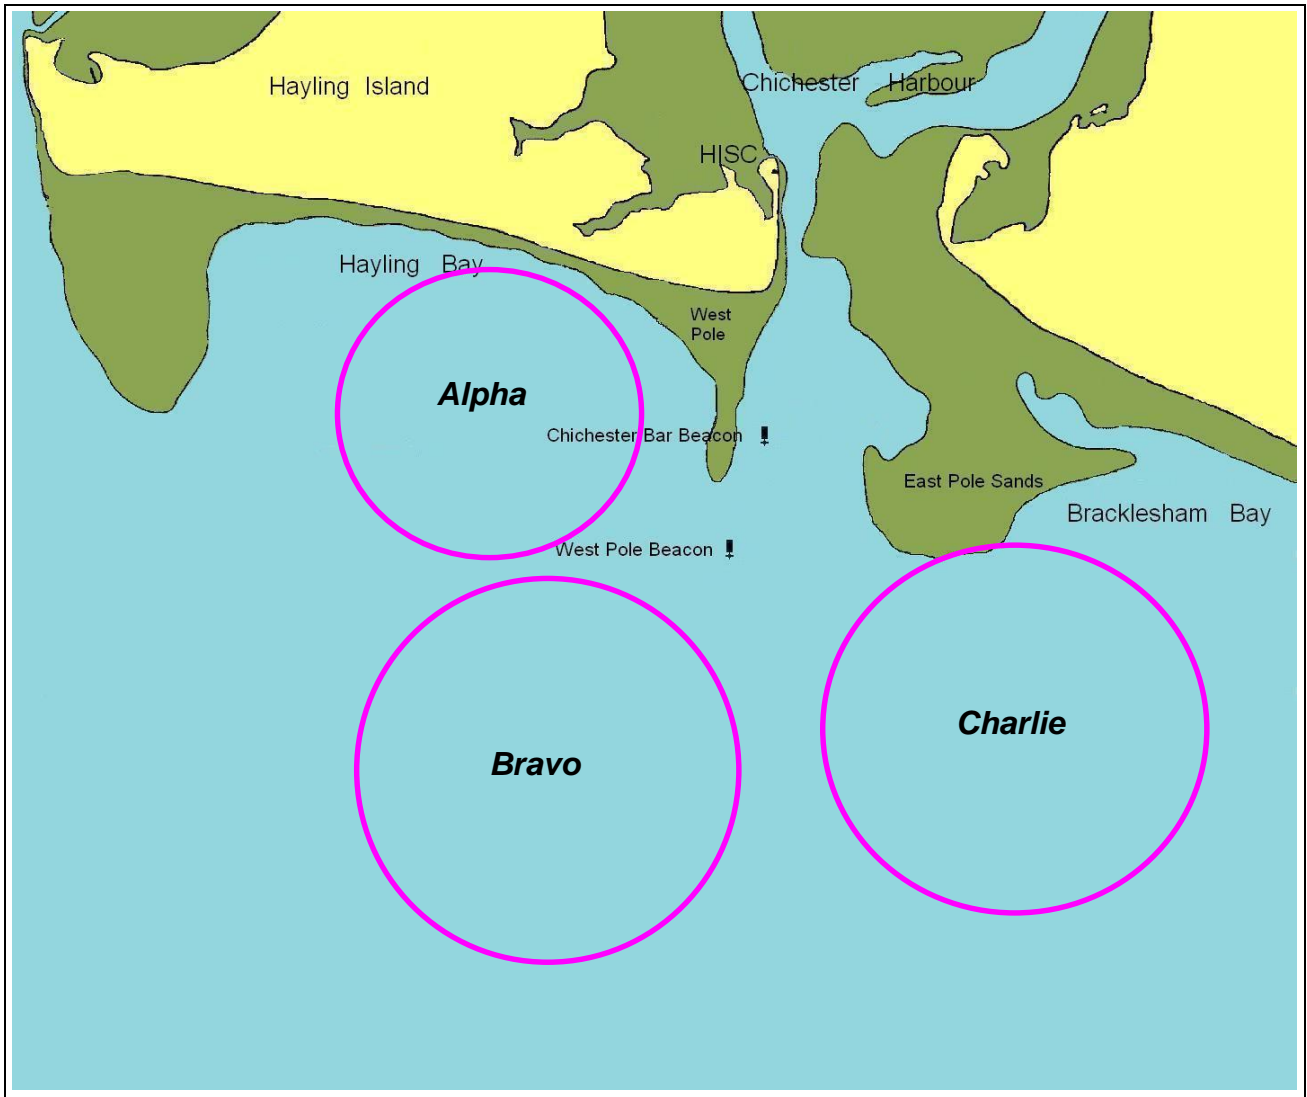 Hayling Island
Chichester Harbour
HISC
Hayling Bay
West
Pole
Alpha
Chichester Bar Beacon
East Pole Sands
Bracklesham Bay
West Pole Beacon
Charlie
Bravo